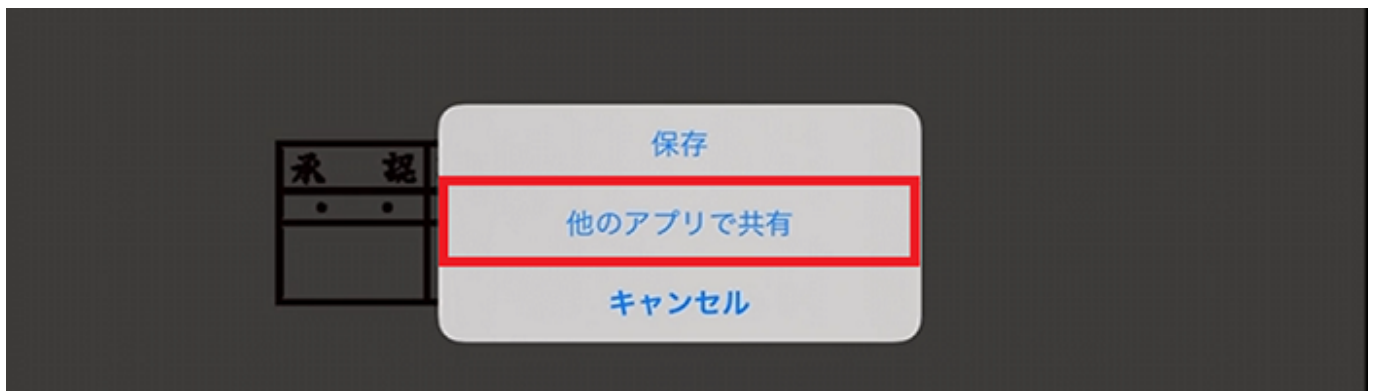 保存
承 認
他のアプリで共有
キャンセル